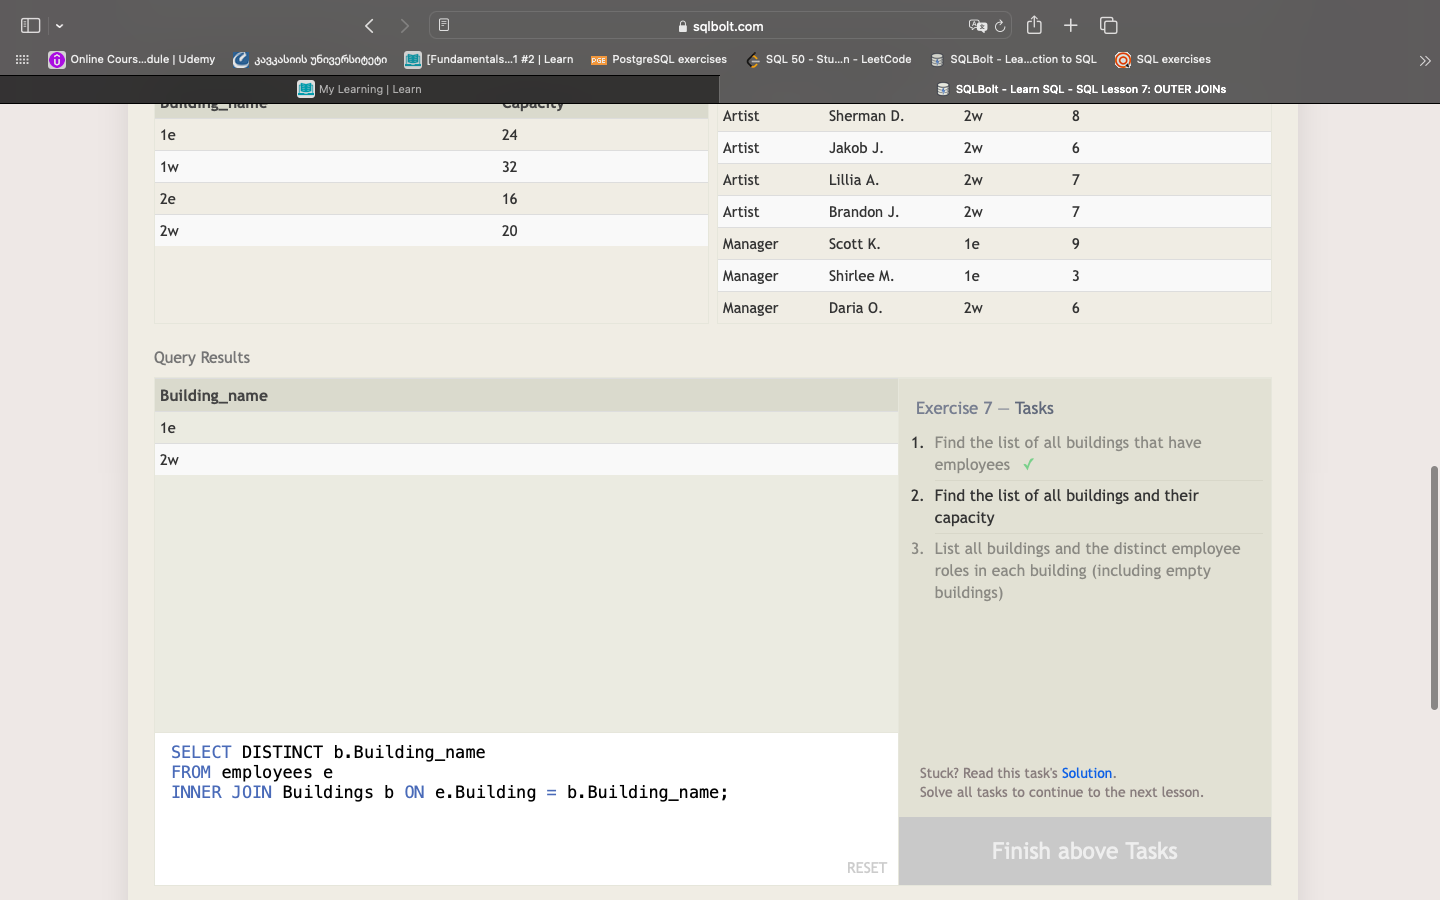 sqlbolt.com
Online Cours...dule | Udemy
კავკასიის უნივერსიტეტი
[Fundamentals...1 #2 | Learn
PGE PostgreSQL exercises
SQL 50 - Stu...n - LeetCode
SQLBolt - Lea...ction to SQL
SQL exercises
My Learning | Learn
SQLBolt - Learn SQL - SQL Lesson 7: OUTER JOINs
Building_name Capacity
1e 24
1w 32
2e 16
2w 20
Artist Sherman D. 2w 8
Artist Jakob J. 2w 6
Artist Lillia A. 2w 7
Artist Brandon J. 2w 7
Manager Scott K. 1e 9
Manager Shirlee M. 1e 3
Manager Daria O. 2w 6
Query Results
Building_name
1e
2w
Exercise 7 — Tasks
1. Find the list of all buildings that have
employees ✓
2. Find the list of all buildings and their
capacity
3. List all buildings and the distinct employee
roles in each building (including empty
buildings)
SELECT DISTINCT b.Building_name
FROM employees e
INNER JOIN Buildings b ON e.Building = b.Building_name;
RESET
Stuck? Read this task's Solution.
Solve all tasks to continue to the next lesson.
Finish above Tasks